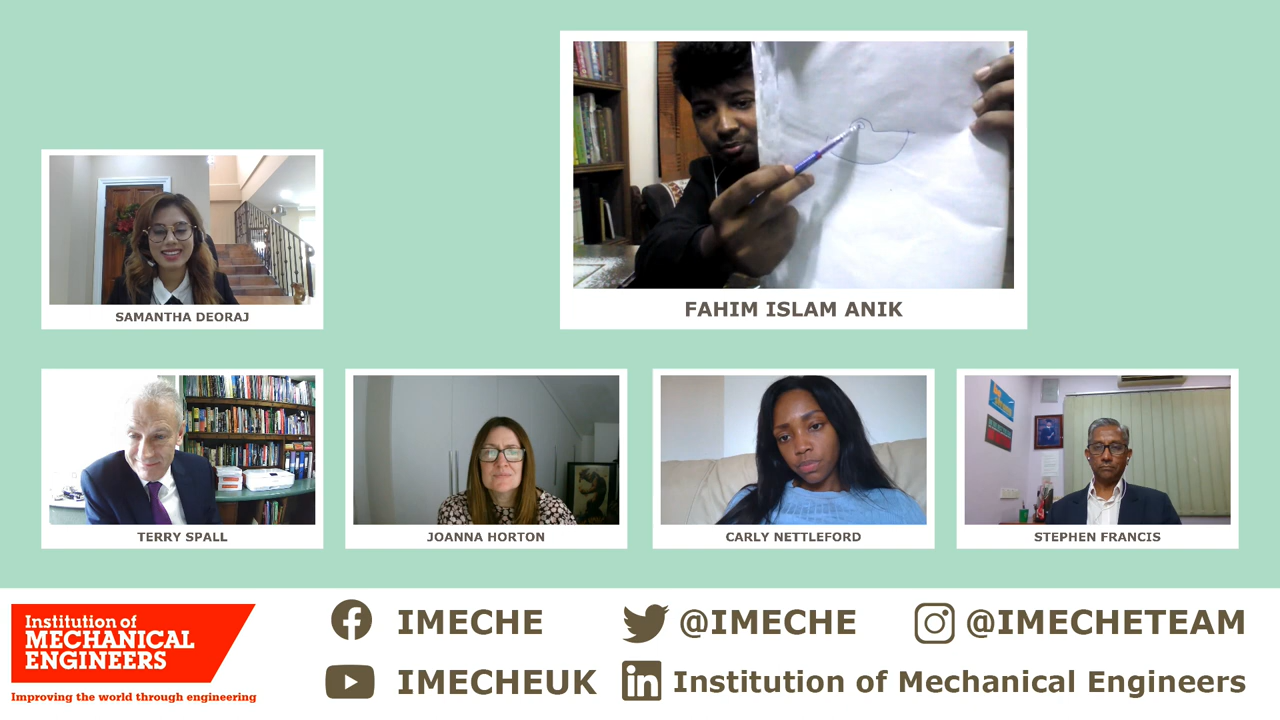 FAHIM ISLAM ANIK
SAMANTHA DEORAJ
TERRY SPALL
JOANNA HORTON
CARLY NETTLEFORD
STEPHEN FRANCIS
Institution of
MECHANICAL
ENGINEERS
Improving the world through engineering
IMECHE
@IMECHE
@IMECHETEAM
IMECHEUK
Institution of Mechanical Engineers